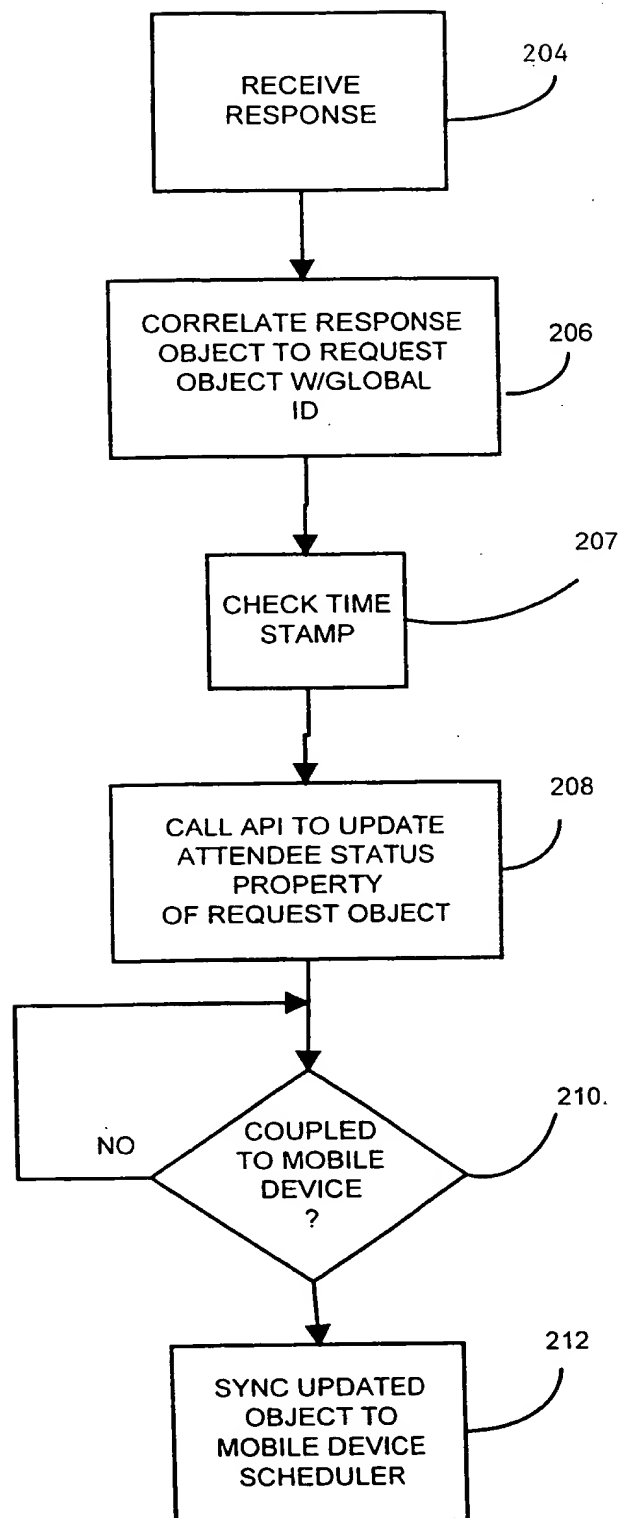 RECEIVE
RESPONSE
204
CORRELATE RESPONSE
OBJECT TO REQUEST
OBJECT W/GLOBAL
ID
206
CHECK TIME
STAMP
207
CALL API TO UPDATE
ATTENDEE STATUS
PROPERTY
OF REQUEST OBJECT
208
COUPLED
TO MOBILE
DEVICE
?
NO
210.
SYNC UPDATED
OBJECT TO
MOBILE DEVICE
SCHEDULER
212